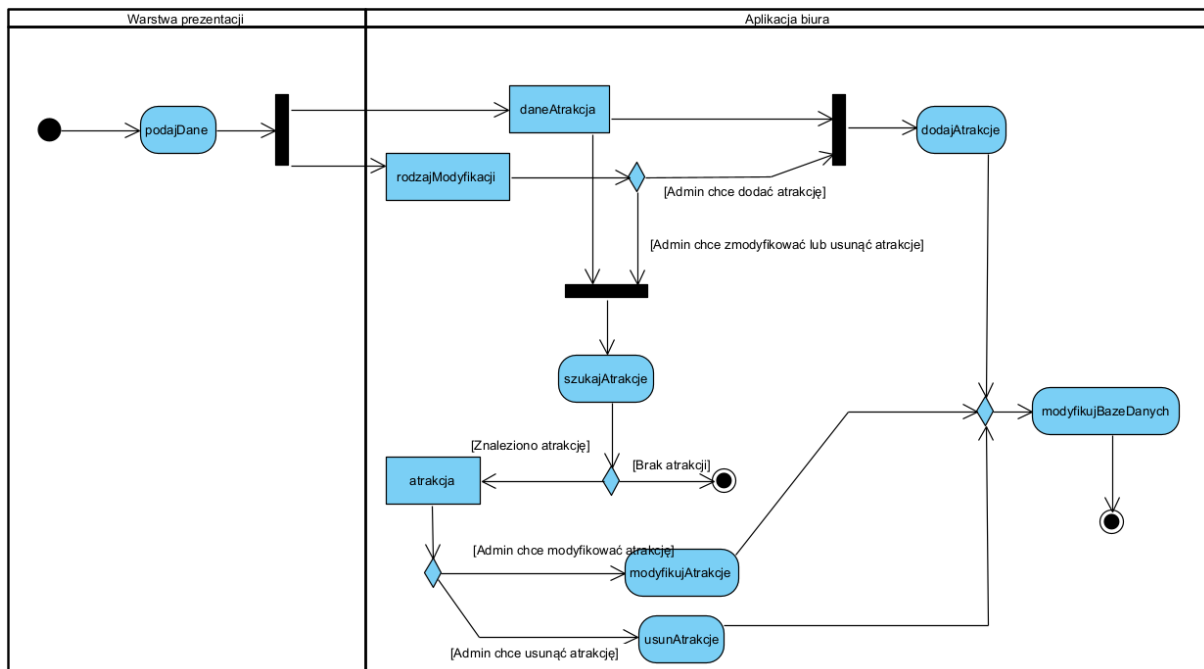 Warstwa prezentacji
Aplikacja biura
podajDane
daneAtrakcja
dodajAtrakcje
rodzajModyfikacji
[Admin chce dodać atrakcję]
[Admin chce zmodyfikować lub usunąć atrakcje]
szukajAtrakcje
modyfikujBazeDanych
[Znaleziono atrakcję]
[Brak atrakcji]
atrakcja
[Admin chce modyfikować atrakcję]
modyfikujAtrakcje
usunAtrakcje
[Admin chce usunąć atrakcję]